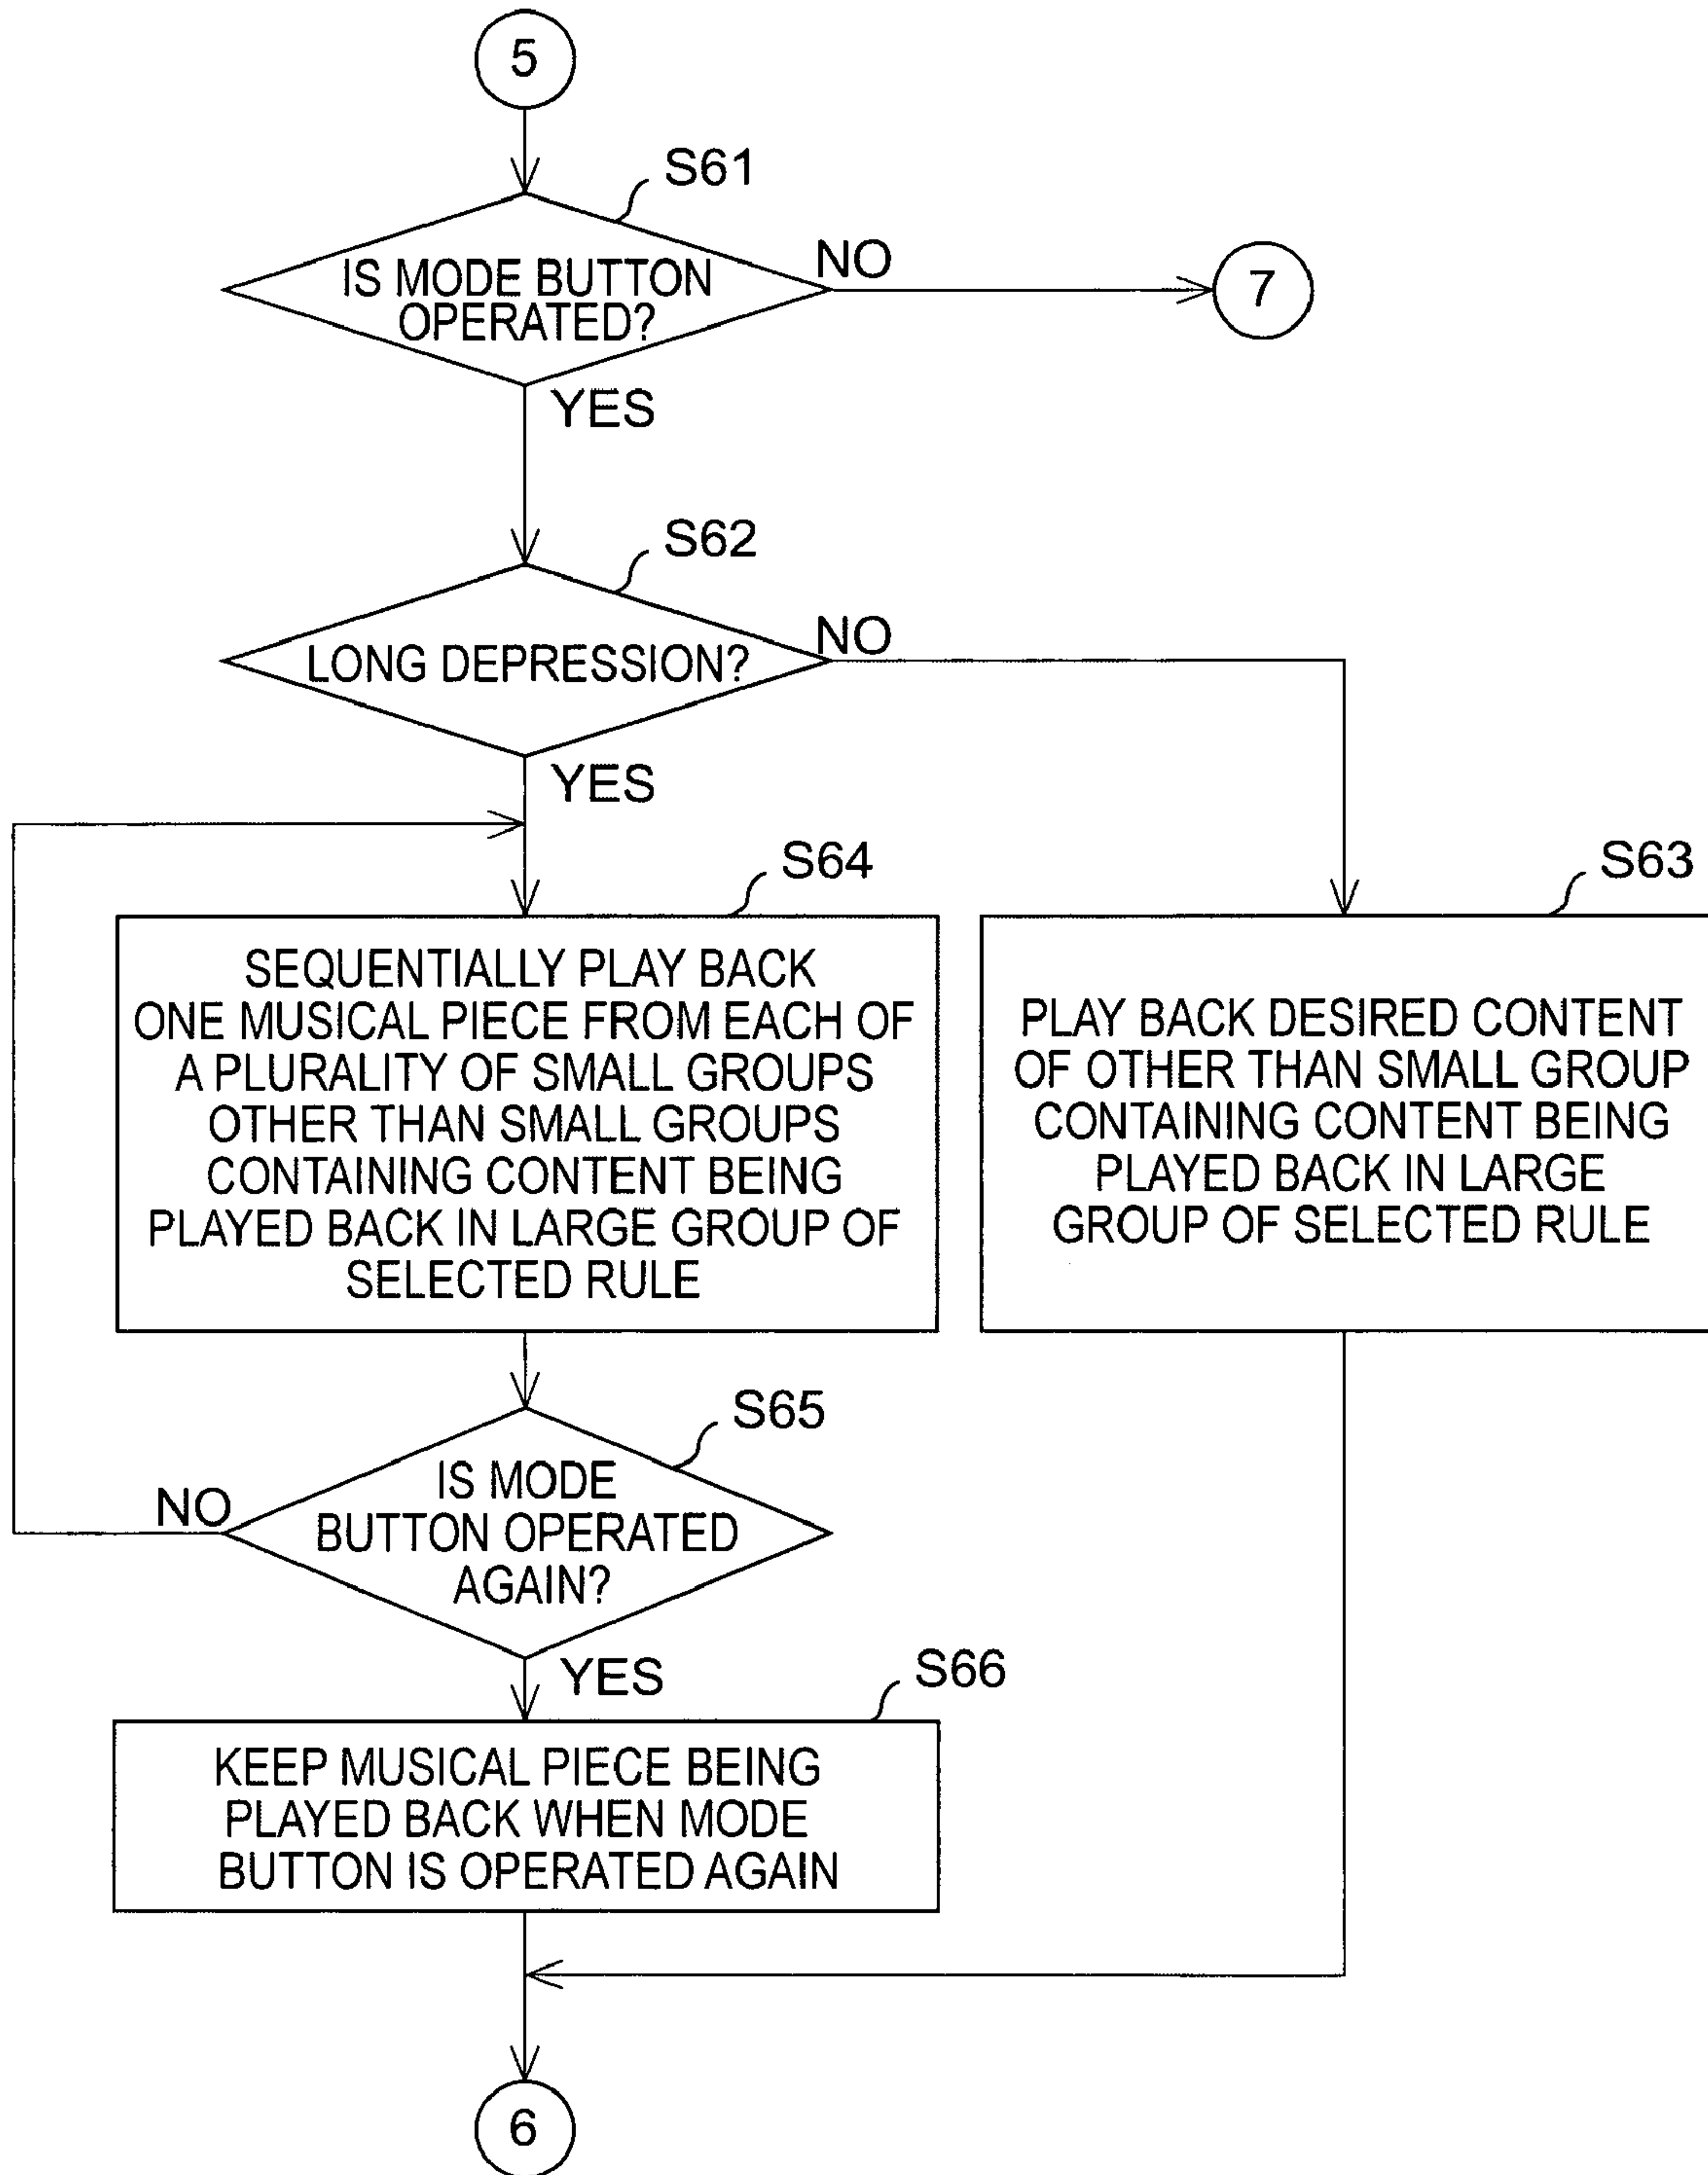 5
S61
IS MODE BUTTON
OPERATED?
NO
7
YES
S62
LONG DEPRESSION?
NO
YES
S64
SEQUENTIALLY PLAY BACK
ONE MUSICAL PIECE FROM EACH OF
A PLURALITY OF SMALL GROUPS
OTHER THAN SMALL GROUPS
CONTAINING CONTENT BEING
PLAYED BACK IN LARGE GROUP OF
SELECTED RULE
S63
PLAY BACK DESIRED CONTENT
OF OTHER THAN SMALL GROUP
CONTAINING CONTENT BEING
PLAYED BACK IN LARGE
GROUP OF SELECTED RULE
S65
IS MODE
BUTTON OPERATED
AGAIN?
NO
YES
S66
KEEP MUSICAL PIECE BEING
PLAYED BACK WHEN MODE
BUTTON IS OPERATED AGAIN
6